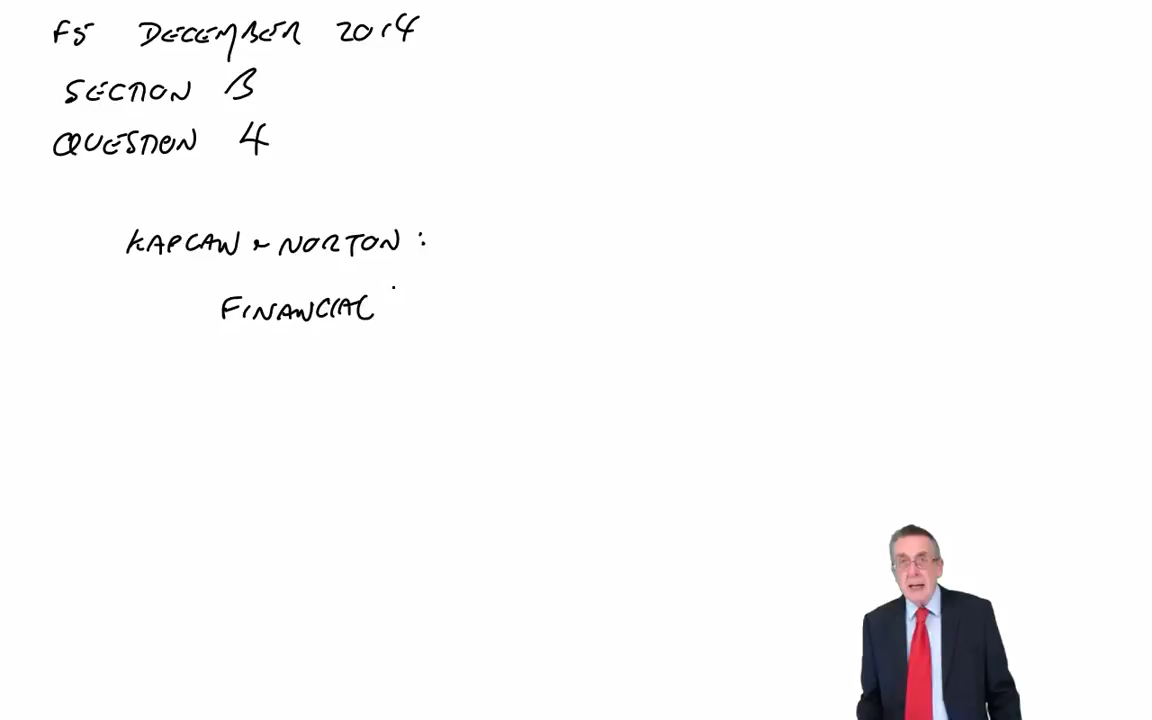 F5 DECEMBER 2014
SECTION B
QUESTION 4
KAPLAN & NORTON:
FINANCIAL